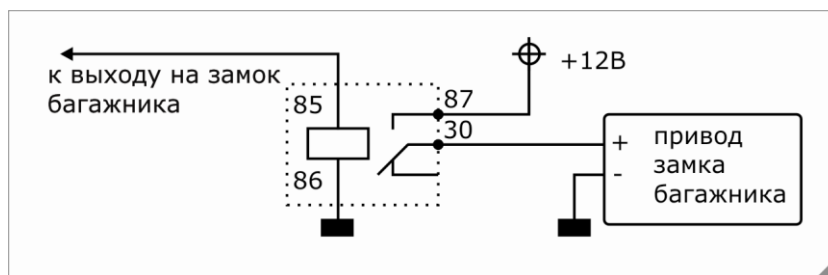 к выходу на замок
багажника
85
86
87
30
+12В
+ привод
замка
- багажника